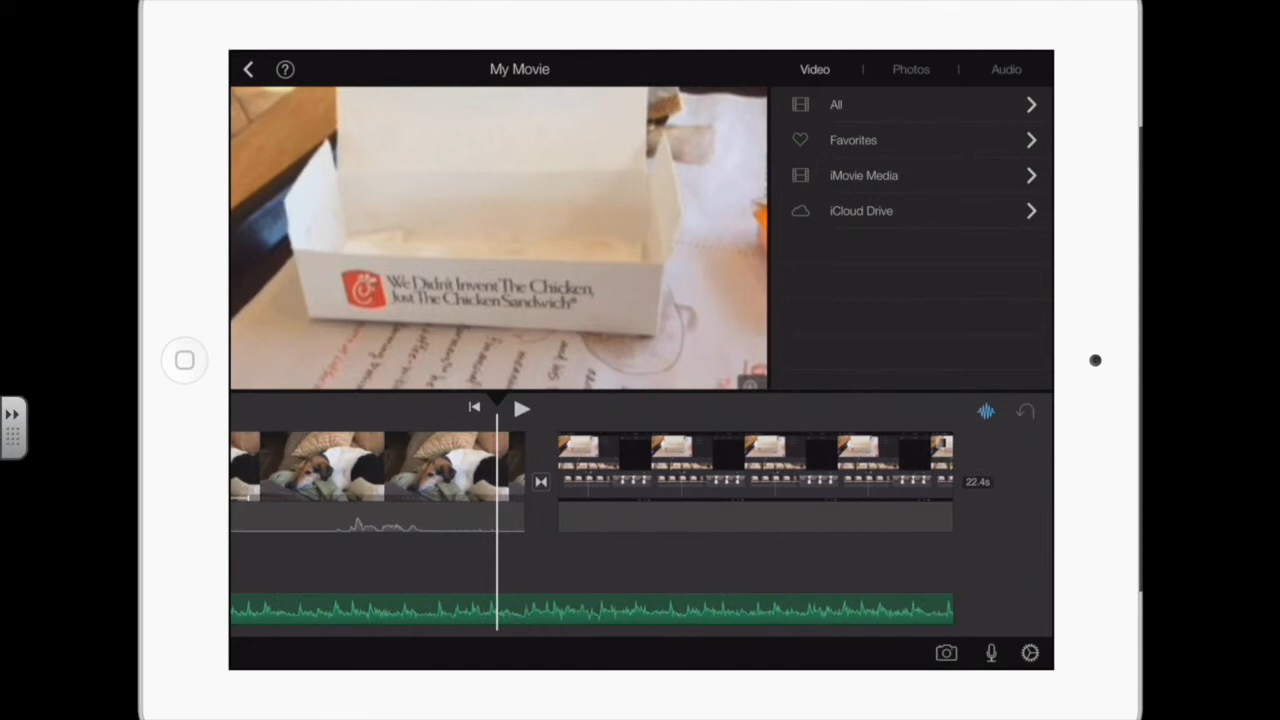 My Movie
Video
Photos
Audio
All
Favorites
iMovie Media
iCloud Drive
We Didn't Invent The Chicken,
Just The Chicken Sandwich®
22.4s